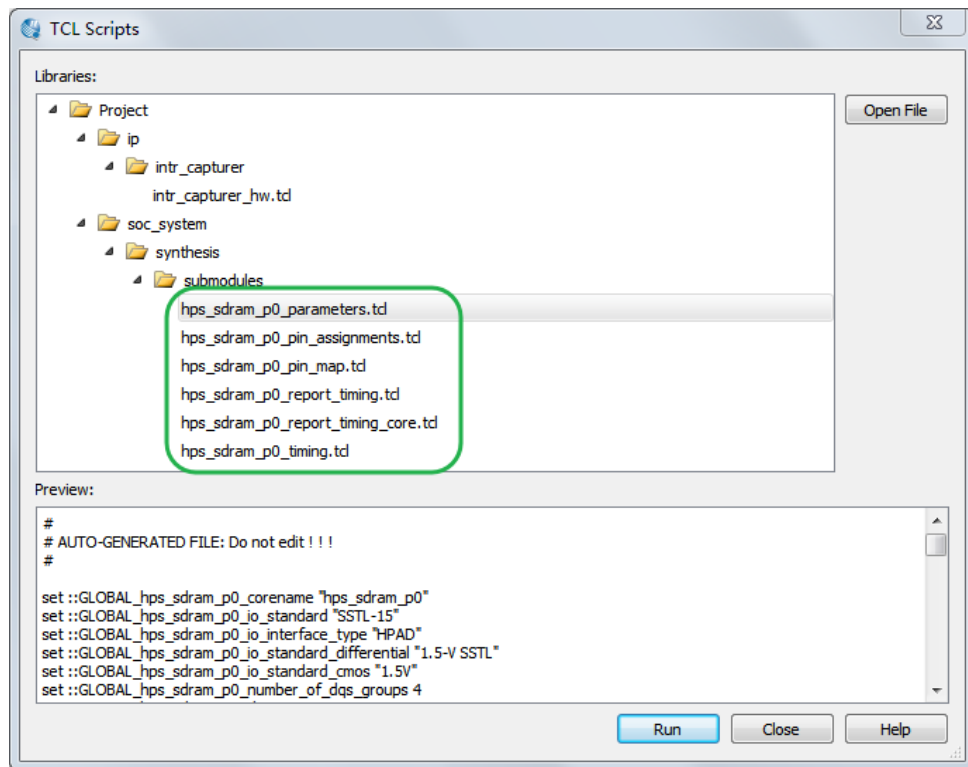 TCL Scripts
Libraries:
Project
Open File
ip
intr_capturer
intr_capturer_hw.tcl
soc_system
synthesis
submodules
hps_sdram_p0_parameters.tcl
hps_sdram_p0_pin_assignments.tcl
hps_sdram_p0_pin_map.tcl
hps_sdram_p0_report_timing.tcl
hps_sdram_p0_report_timing_core.tcl
hps_sdram_p0_timing.tcl
Preview:
#
# AUTO-GENERATED FILE: Do not edit ! ! !
#
set ::GLOBAL_hps_sdram_p0_corename "hps_sdram_p0"
set ::GLOBAL_hps_sdram_p0_io_standard "SSTL-15"
set ::GLOBAL_hps_sdram_p0_io_interface_type "HPAD"
set ::GLOBAL_hps_sdram_p0_io_standard_differential "1.5-V SSTL"
set ::GLOBAL_hps_sdram_p0_io_standard_cmos "1.5V"
set ::GLOBAL_hps_sdram_p0_number_of_dqs_groups 4
Run
Close
Help